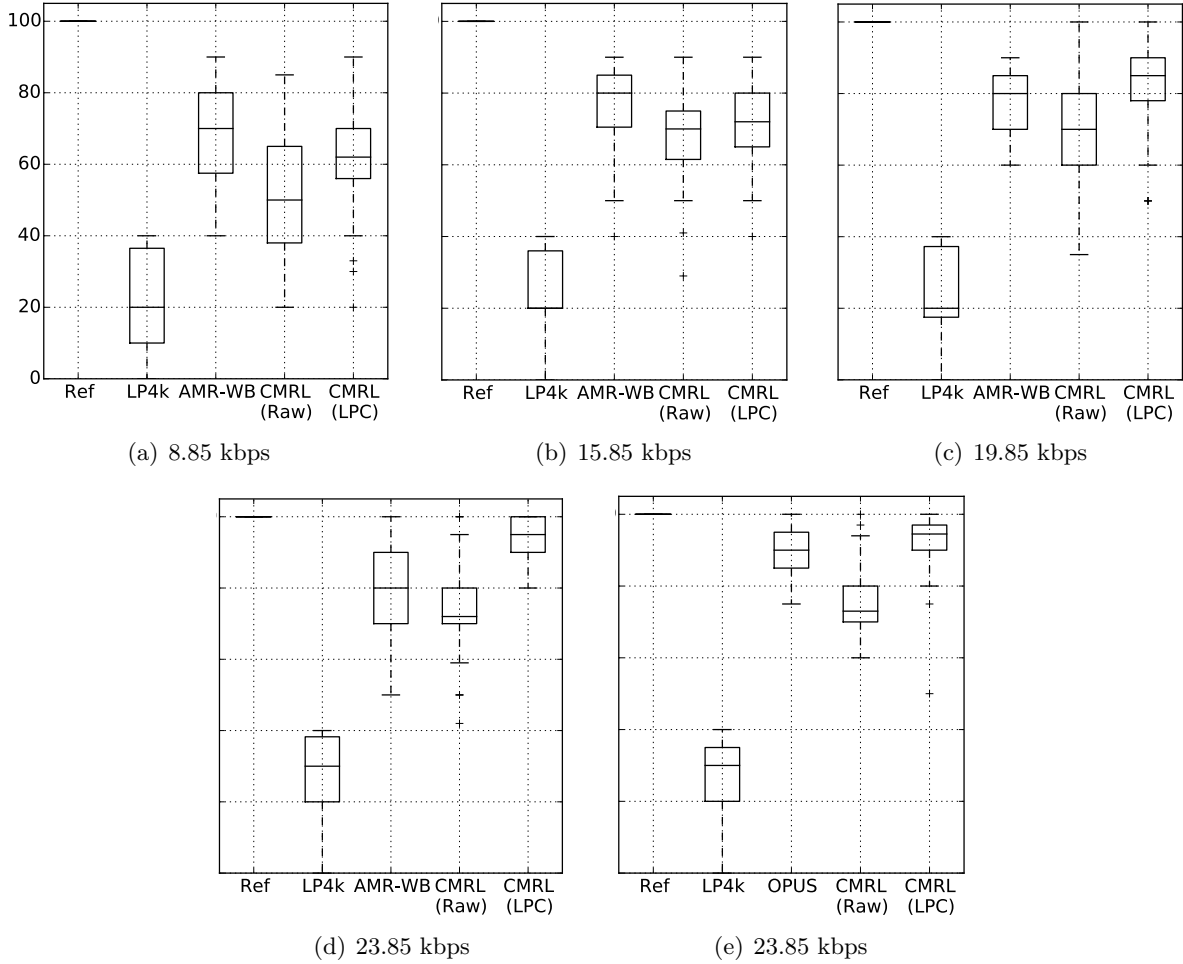 100
80
60
40
20
0
Ref LP4k AMR-WB CMRL (Raw) CMRL (LPC)
(a) 8.85 kbps
Ref LP4k AMR-WB CMRL (Raw) CMRL (LPC)
(b) 15.85 kbps
Ref LP4k AMR-WB CMRL (Raw) CMRL (LPC)
(c) 19.85 kbps
Ref LP4k AMR-WB CMRL (Raw) CMRL (LPC)
(d) 23.85 kbps
Ref LP4k OPUS CMRL (Raw) CMRL (LPC)
(e) 23.85 kbps